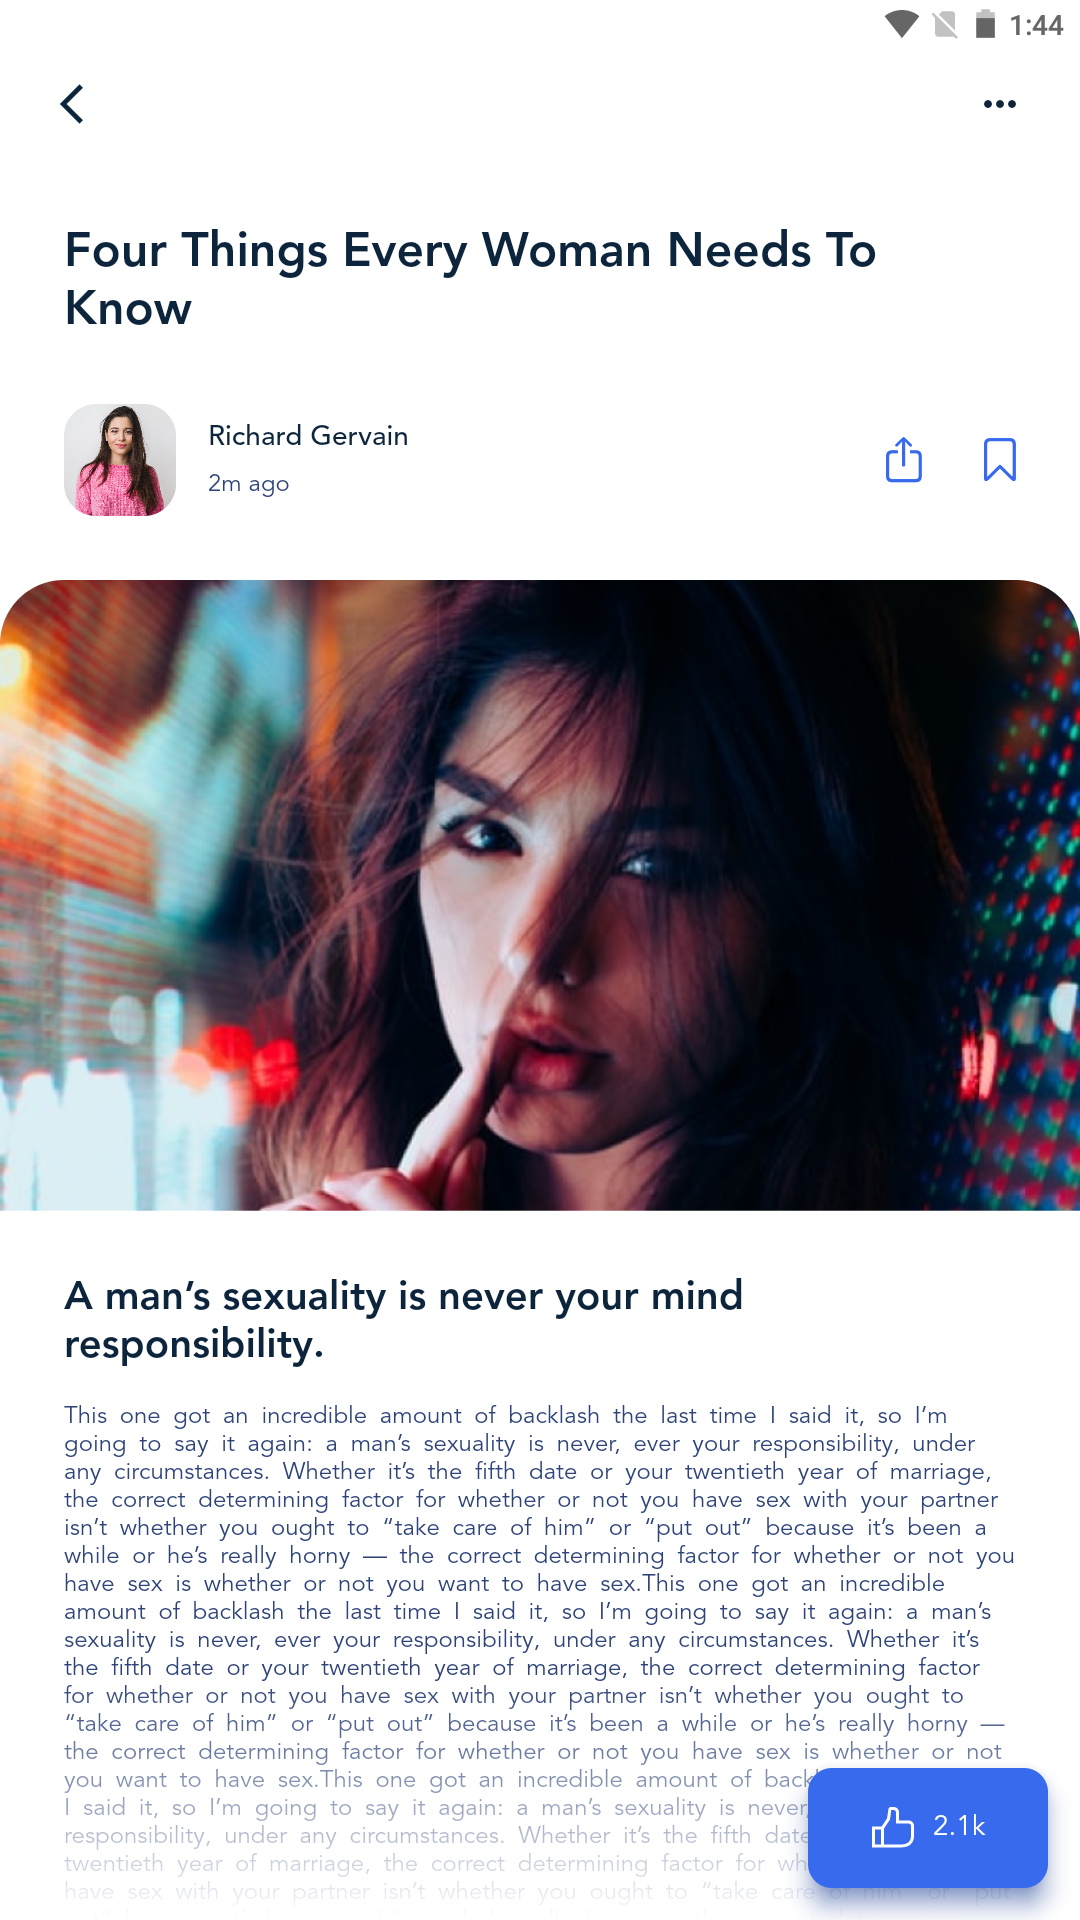 1:44
Four Things Every Woman Needs To
Know
Richard Gervain
2m ago
A man’s sexuality is never your mind
responsibility.
This one got an incredible amount of backlash the last time I said it, so I’m
going to say it again: a man’s sexuality is never, ever your responsibility, under
any circumstances. Whether it’s the fifth date or your twentieth year of marriage,
the correct determining factor for whether or not you have sex with your partner
isn’t whether you ought to “take care of him” or “put out” because it’s been a
while or he’s really horny — the correct determining factor for whether or not you
have sex is whether or not you want to have sex.This one got an incredible
amount of backlash the last time I said it, so I’m going to say it again: a man’s
sexuality is never, ever your responsibility, under any circumstances. Whether it’s
the fifth date or your twentieth year of marriage, the correct determining factor
for whether or not you have sex with your partner isn’t whether you ought to
“take care of him” or “put out” because it’s been a while or he’s really horny —
the correct determining factor for whether or not you have sex is whether or not
you want to have sex.This one got an incredible amount of
I said it, so I’m going to say it again: a man’s sexuality is never,
responsibility, under any circumstances. Whether it’s the fifth date
twentieth year of marriage, the correct determining factor for
have sex with your partner isn’t whether you ought to “take care of him” or “put
2.1k